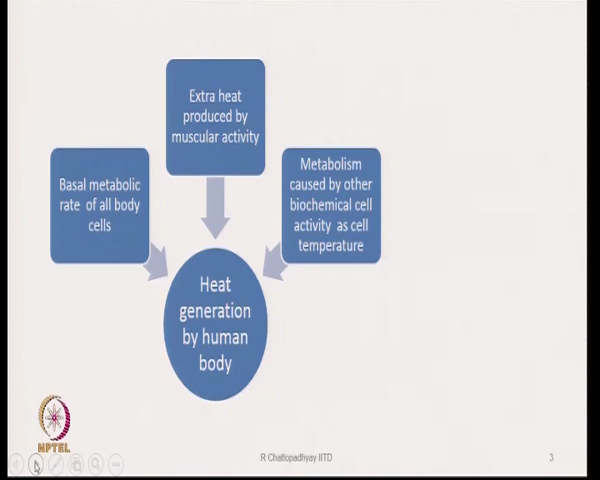 Extra heat
produced by
muscular activity
Basal metabolic
rate of all body
cells
Metabolism
caused by other
biochemical cell
activity as cell
temperature
Heat
generation
by human
body
NPTEL
R Chattopadhyay IITD
3